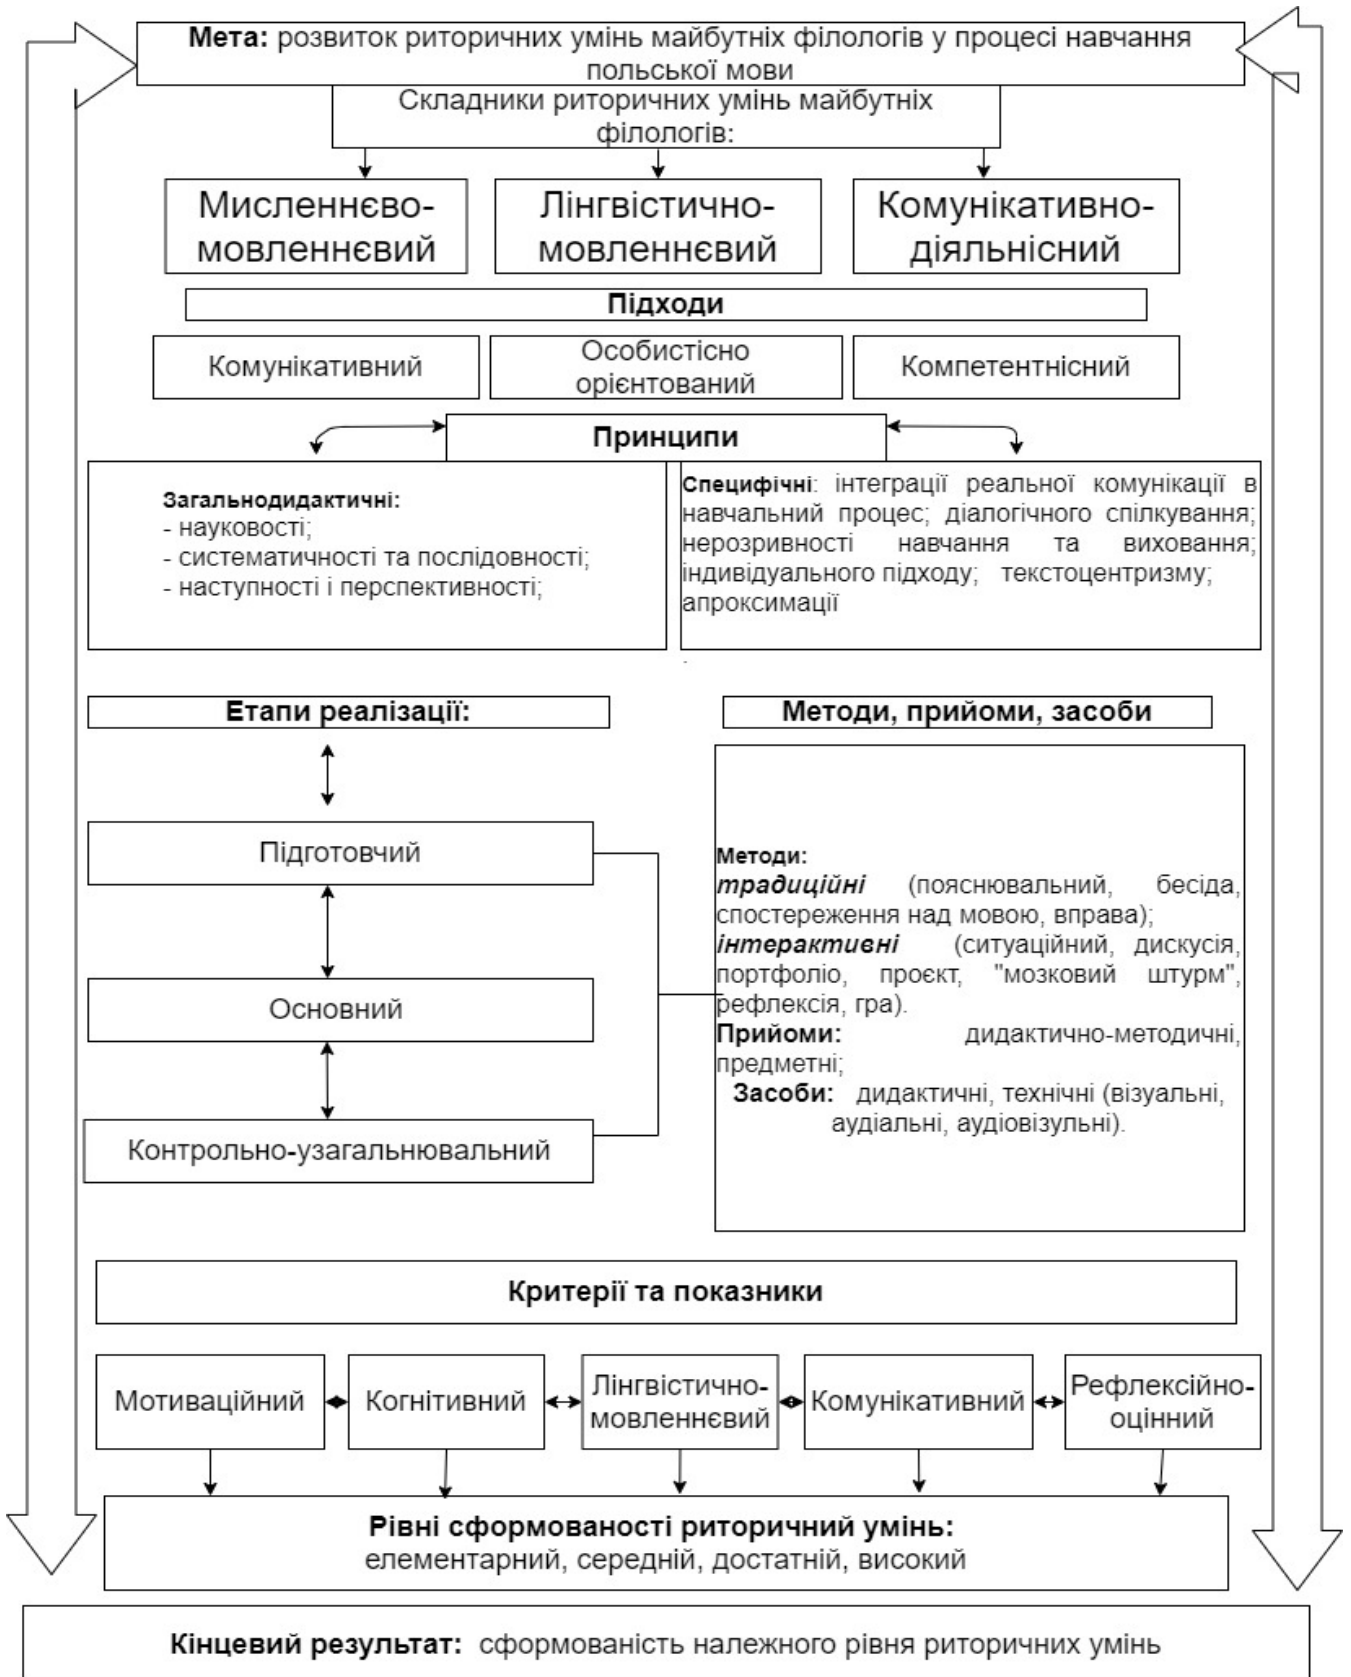 Мета: розвиток риторичних умінь майбутніх філологів у процесі навчання
польської мови
Складники риторичних умінь майбутніх
філологів:
Мисленнєво-
мовленнєвий
Лінгвістично-
мовленнєвий
Комунікативно-
діяльнісний
Підходи
Комунікативний
Особистісно
орієнтований
Компетентнісний
Принципи
Загальнодидактичні:
- науковості;
- систематичності та послідовності;
- наступності і перспективності;
Специфічні: інтеграції реальної комунікації в
навчальний процес; діалогічного спілкування;
нерозривності навчання та виховання;
індивідуального підходу; текстоцентризму;
апроксимації
Етапи реалізації:
Підготовчий
Основний
Контрольно-узагальнювальний
Методи, прийоми, засоби
Методи:
традиційні (пояснювальний, бесіда,
спостереження над мовою, вправа);
інтерактивні (ситуаційний, дискусія,
портфоліо, проєкт, "мозковий штурм",
рефлексія, гра).
Прийоми: дидактично-методичні,
предметні;
Засоби: дидактичні, технічні (візуальні,
аудіальні, аудіовізульні).
Критерії та показники
Мотиваційний
Когнітивний
Лінгвістично-
мовленнєвий
Комунікативний
Рефлексійно-
оцінний
Рівні сформованості риторичний умінь:
елементарний, середній, достатній, високий
Кінцевий результат: сформованість належного рівня риторичних умінь